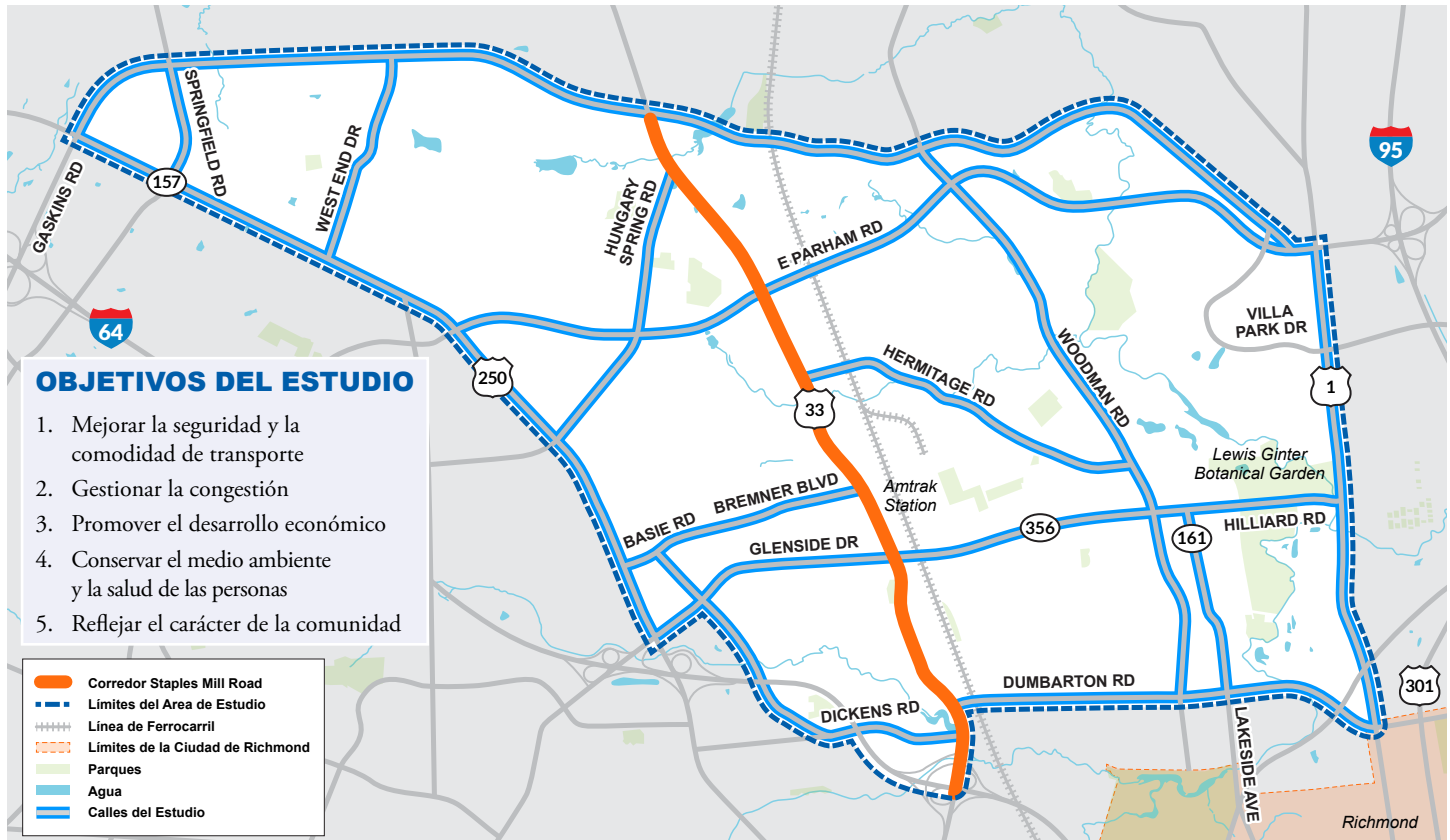 GASKINS RD
SPRINGFIELD RD
157
WEST END DR
HUNGARY
SPRING RD
E PARHAM RD
95
VILLA
PARK DR
64
250
33
HERMITAGE RD
WOODMAN RD
1
Lewis Ginter
Botanical Garden
Amtrak
Station
BASIE RD
BREMNER BLVD
GLENSIDE DR
356
161
HILLIARD RD
DICKENS RD
DUMBARTON RD
LAKESIDE AVE
301
Richmond
OBJETIVOS DEL ESTUDIO
1. Mejorar la seguridad y la
comodidad de transporte
2. Gestionar la congestión
3. Promover el desarrollo económico
4. Conservar el medio ambiente
y la salud de las personas
5. Reflejar el carácter de la comunidad
Corredor Staples Mill Road
Límites del Area de Estudio
Línea de Ferrocarril
Límites de la Ciudad de Richmond
Parques
Agua
Calles del Estudio